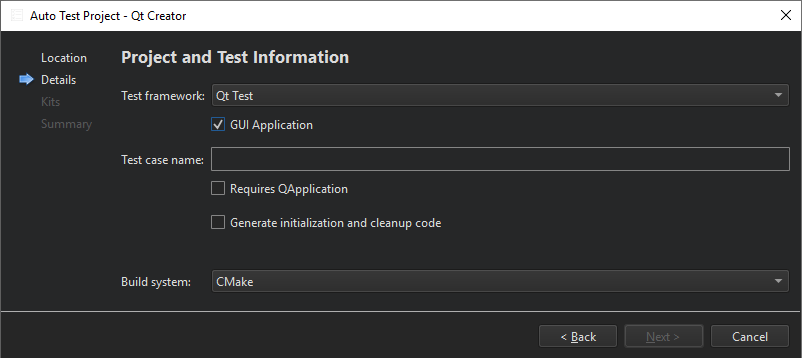 Auto Test Project - Qt Creator
Location
Details
Kits
Summary
Project and Test Information
Test framework: Qt Test
GUI Application
Test case name:
Requires QApplication
Generate initialization and cleanup code
Build system: CMake
< Back Next > Cancel